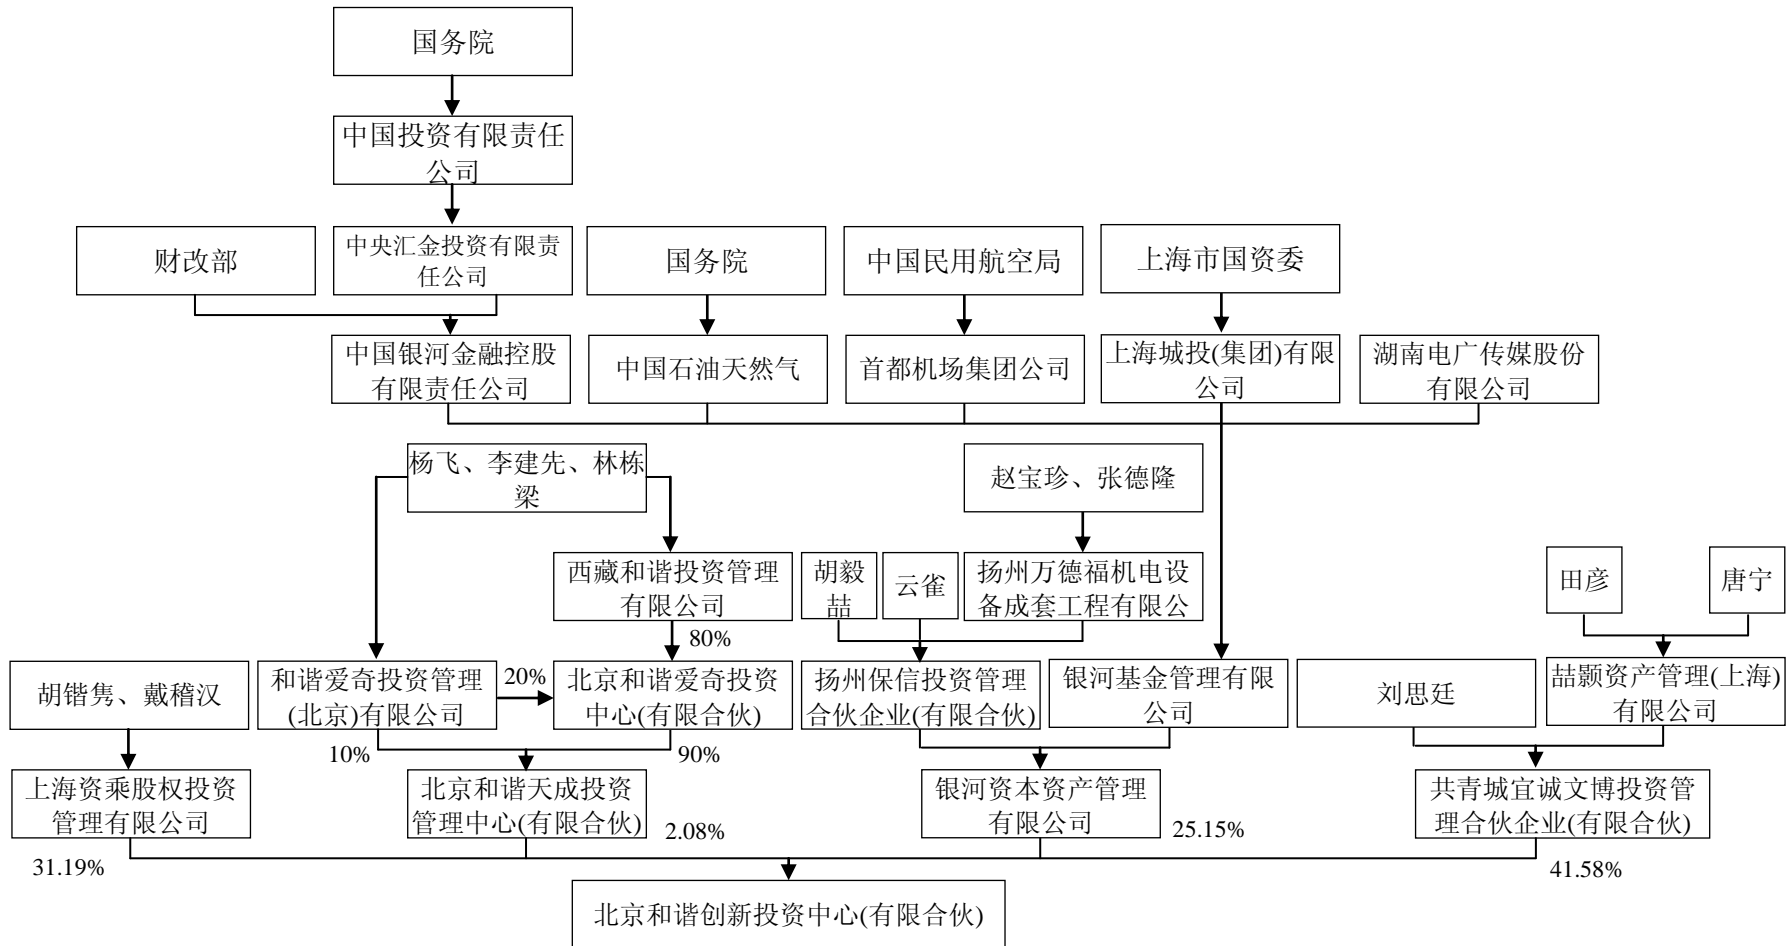 国务院
中国投资有限责任
公司
财改部
中央汇金投资有限责
任公司
国务院
中国民用航空局
上海市国资委
中国银河金融控股
有限责任公司
中国石油天然气
首都机场集团公司
上海城投(集团)有限
公司
湖南电广传媒股份
有限公司
杨飞、李建先、林栋
梁
赵宝珍、张德隆
西藏和谐投资管理
有限公司
胡毅
喆
云雀
扬州万德福机电设
备成套工程有限公
田彦
唐宁
80%
胡锴隽、戴稽汉
和谐爱奇投资管理
(北京)有限公司
20%
北京和谐爱奇投资
中心(有限合伙)
扬州保信投资管理
合伙企业(有限合伙)
银河基金管理有限
公司
刘思廷
喆颢资产管理(上海)
有限公司
10%
90%
上海资乘股权投资
管理有限公司
北京和谐天成投资
管理中心(有限合伙)
银河资本资产管理
有限公司
共青城宜诚文博投资管
理合伙企业(有限合伙)
31.19%
2.08%
25.15%
41.58%
北京和谐创新投资中心(有限合伙)